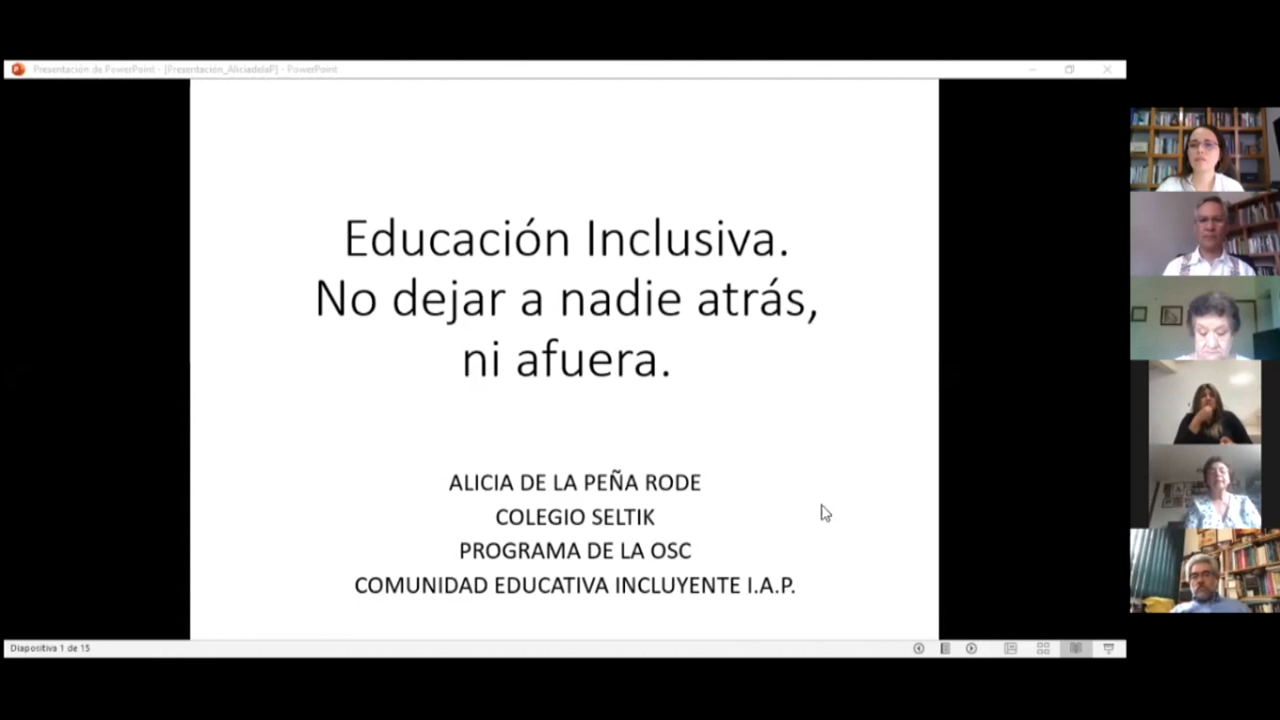 Presentación de PowerPoint - [Presentación_AliciadelaP] - PowerPoint
Educación Inclusiva.
No dejar a nadie atrás,
ni afuera.
ALICIA DE LA PEÑA RODE
COLEGIO SELTIK
PROGRAMA DE LA OSC
COMUNIDAD EDUCATIVA INCLUYENTE I.A.P.
Diapositiva 1 de 15